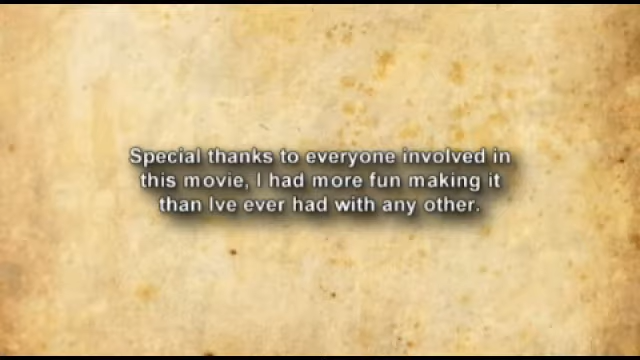 Special thanks to everyone involved in
this movie, I had more fun making it
than Ive ever had with any other.